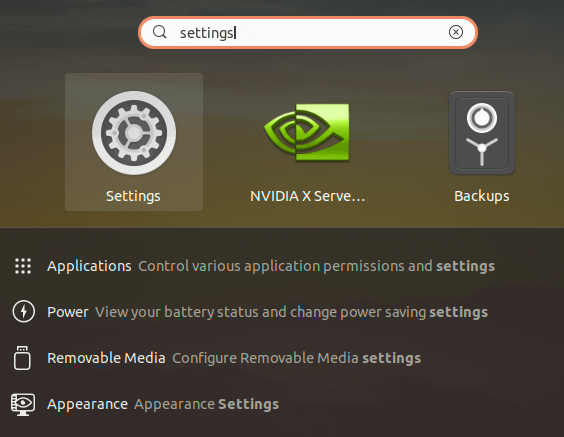 settings
Settings NVIDIA X Serve... Backups
Applications Control various application permissions and settings
Power View your battery status and change power saving settings
Removable Media Configure Removable Media settings
Appearance Appearance Settings